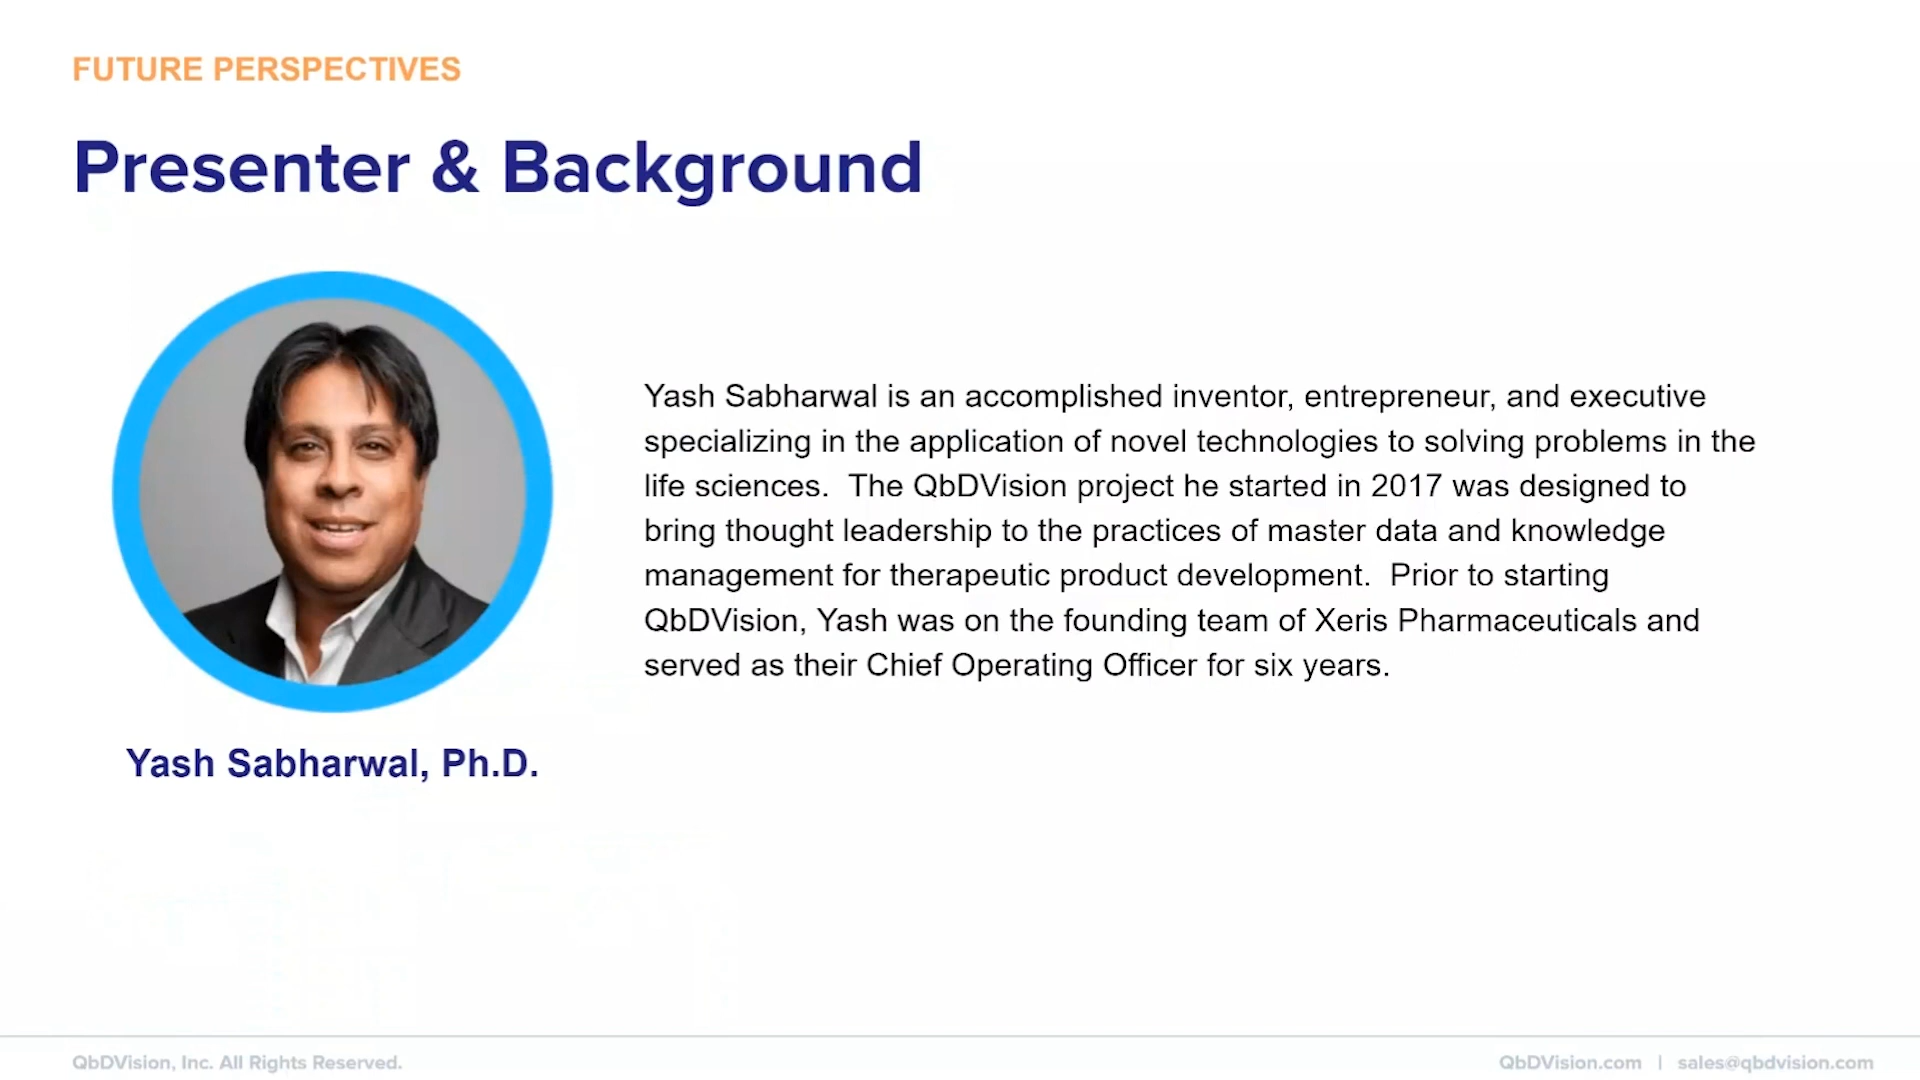 FUTURE PERSPECTIVES
Presenter & Background
Yash Sabharwal is an accomplished inventor, entrepreneur, and executive
specializing in the application of novel technologies to solving problems in the
life sciences.  The QbDVision project he started in 2017 was designed to
bring thought leadership to the practices of master data and knowledge
management for therapeutic product development.  Prior to starting
QbDVision, Yash was on the founding team of Xeris Pharmaceuticals and
served as their Chief Operating Officer for six years.
Yash Sabharwal, Ph.D.
QbDVision, Inc. All Rights Reserved.
QbDVision.com | sales@qbdvision.com